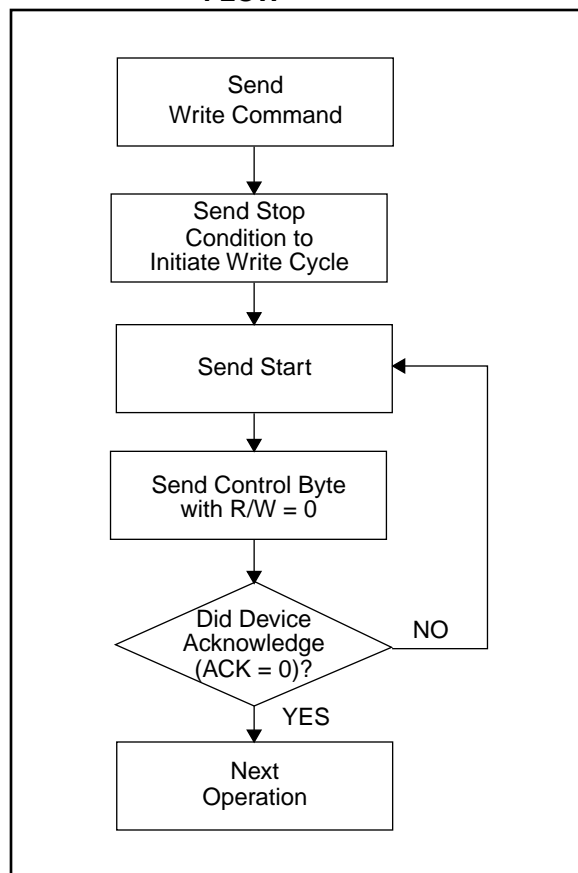 Send
Write Command
Send Stop
Condition to
Initiate Write Cycle
Send Start
Send Control Byte
with R/W = 0
Did Device
Acknowledge
(ACK = 0)?
NO
YES
Next
Operation